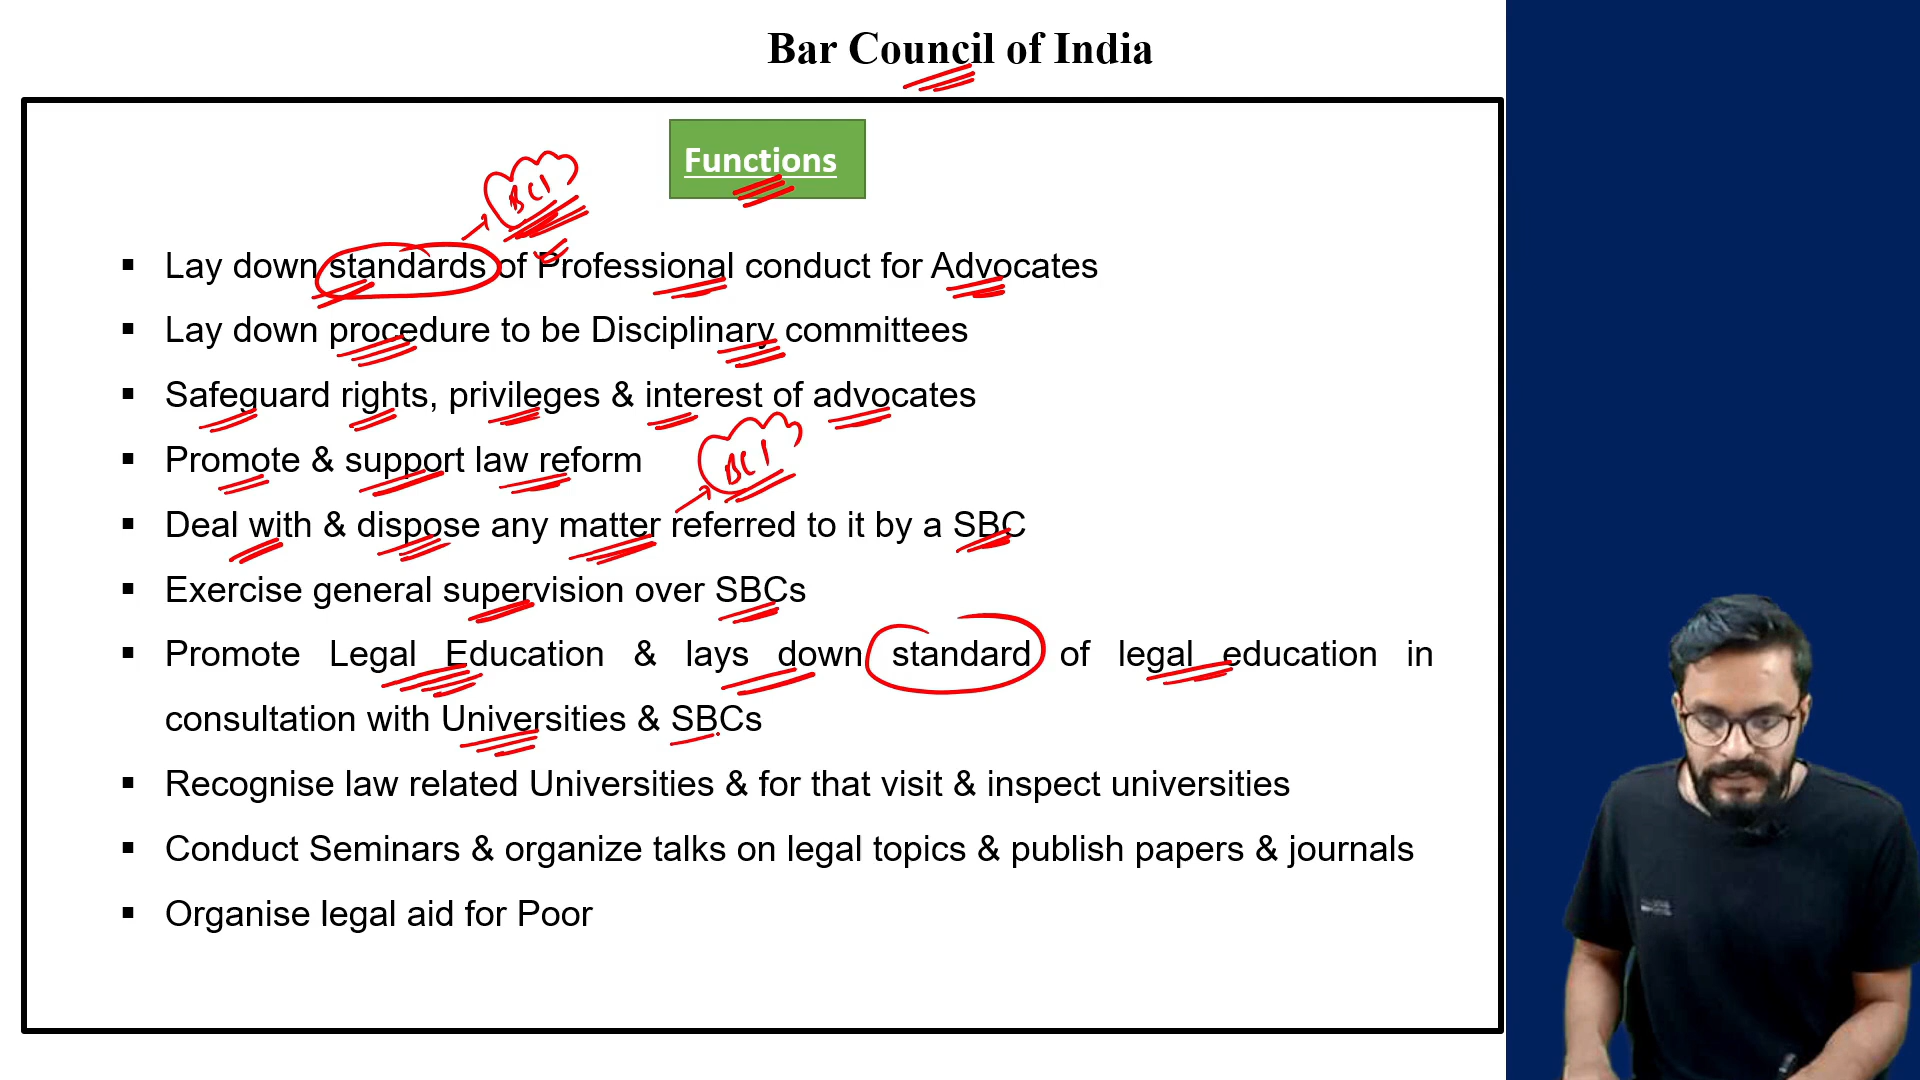 Bar Council of India
Functions
BCI
▪ Lay down standards of Professional conduct for Advocates
▪ Lay down procedure to be Disciplinary committees
▪ Safeguard rights, privileges & interest of advocates
▪ Promote & support law reform
BCI
▪ Deal with & dispose any matter referred to it by a SBC
▪ Exercise general supervision over SBCs
▪ Promote Legal Education & lays down standard of legal education in
consultation with Universities & SBCs
▪ Recognise law related Universities & for that visit & inspect universities
▪ Conduct Seminars & organize talks on legal topics & publish papers & journals
▪ Organise legal aid for Poor